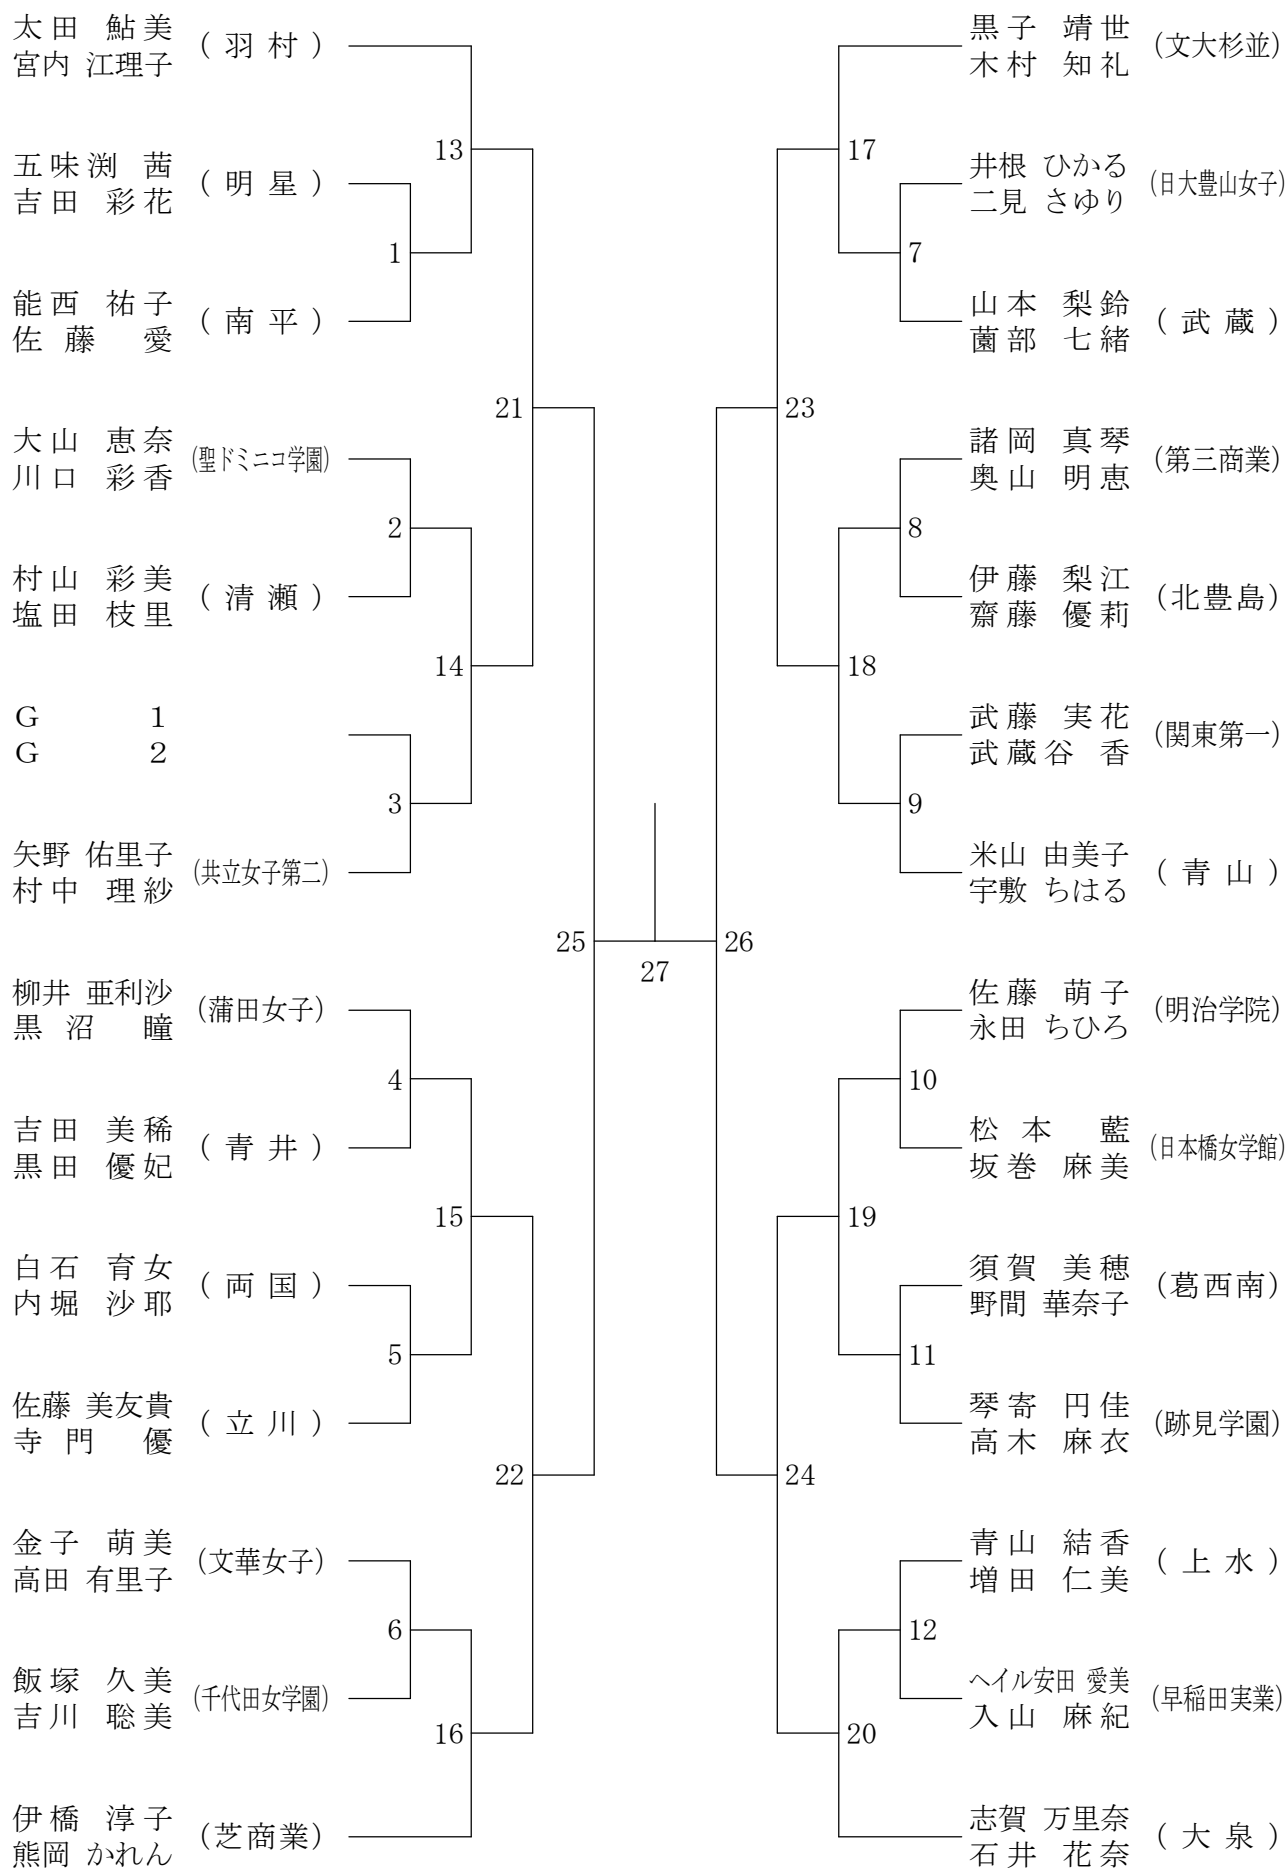 太田 鮎美
宮内 江理子
(羽村)
五味渕 茜
吉田 彩花
(明星)
能西 祐子
佐藤 愛
(南平)
大山 恵奈
川口 彩香
(聖ドミニコ学園)
村山 彩美
塩田 枝里
(清瀬)
G 1
G 2
矢野 佑里子
村中 理紗
(共立女子第二)
柳井 亜利沙
黒沼 瞳
(蒲田女子)
吉田 美稀
黒田 優妃
(青井)
白石 育女
内堀 沙耶
(両国)
佐藤 美友貴
寺門 優
(立川)
金子 萌美
高田 有里子
(文華女子)
飯塚 久美
吉川 聡美
(千代田女学園)
伊橋 淳子
熊岡 かれん
(芝商業)
1
2
3
4
5
6
13
14
15
16
21
22
25
27
26
23
24
17
18
19
20
7
8
9
10
11
12
黒子 靖世
木村 知礼
(文大杉並)
井根 ひかる
二見 さゆり
(日大豊山女子)
山本 梨鈴
薗部 七緒
(武蔵)
諸岡 真琴
奥山 明恵
(第三商業)
伊藤 梨江
齋藤 優莉
(北豊島)
武藤 実花
武蔵谷 香
(関東第一)
米山 由美子
宇敷 ちはる
(青山)
佐藤 萌子
永田 ちひろ
(明治学院)
松本 藍
坂巻 麻美
(日本橋女学館)
須賀 美穂
野間 華奈子
(葛西南)
琴寄 円佳
高木 麻衣
(跡見学園)
青山 結香
増田 仁美
(上水)
ヘイル安田 愛美
入山 麻紀
(早稲田実業)
志賀 万里奈
石井 花奈
(大泉)